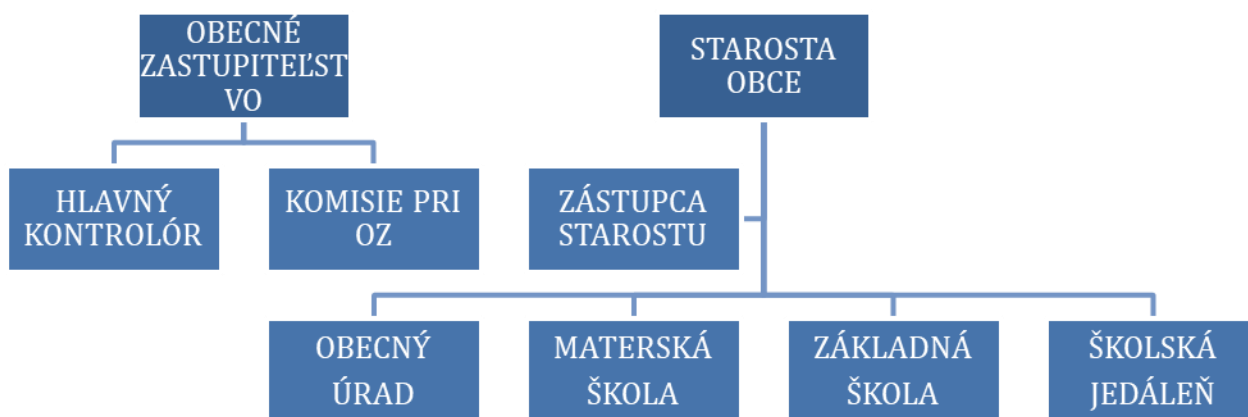 OBECNÉ
ZASTUPITEĽST
VO
STAROSTA
OBCE
HLAVNÝ
KONTROLÓR
KOMISIE PRI
OZ
ZÁSTUPCA
STAROSTU
OBECNÝ
ÚRAD
MATERSKÁ
ŠKOLA
ZÁKLADNÁ
ŠKOLA
ŠKOLSKÁ
JEDÁLEŇ